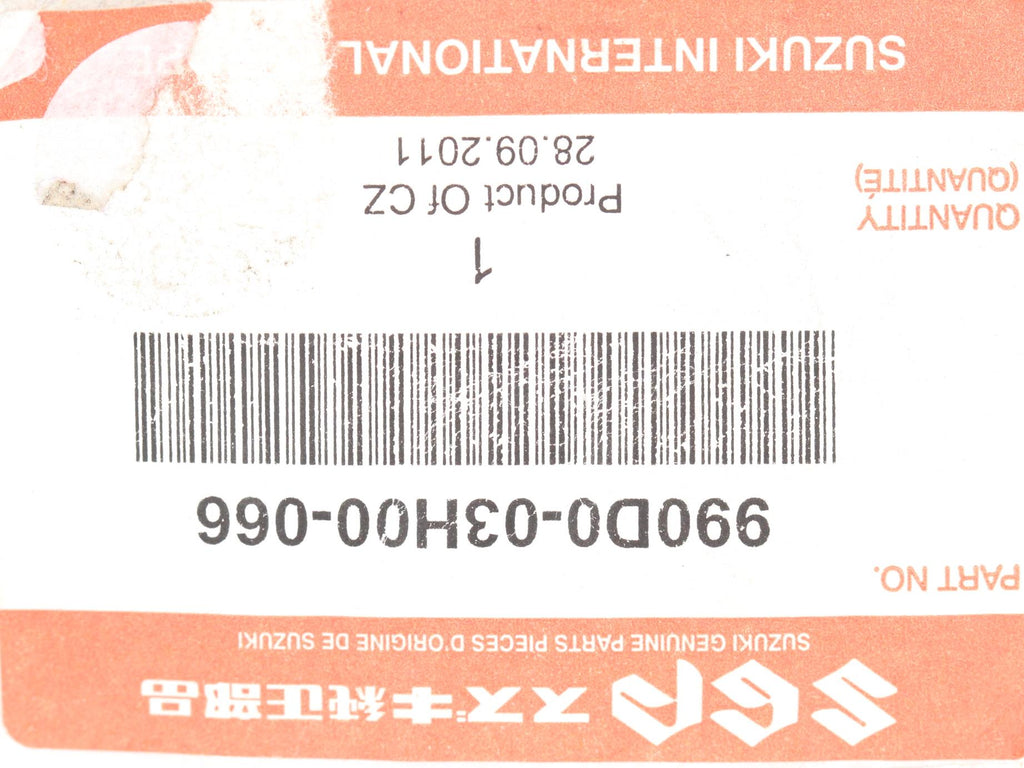 SGP スズキ純正部品
SUZUKI GENUINE PARTS PIECES D'ORIGINE DE SUZUKI
PART NO.
990D0-03H00-066
1
QUANTITY
(QUANTITÉ)
Product Of CZ
28.09.2011
SUZUKI INTERNATIONAL